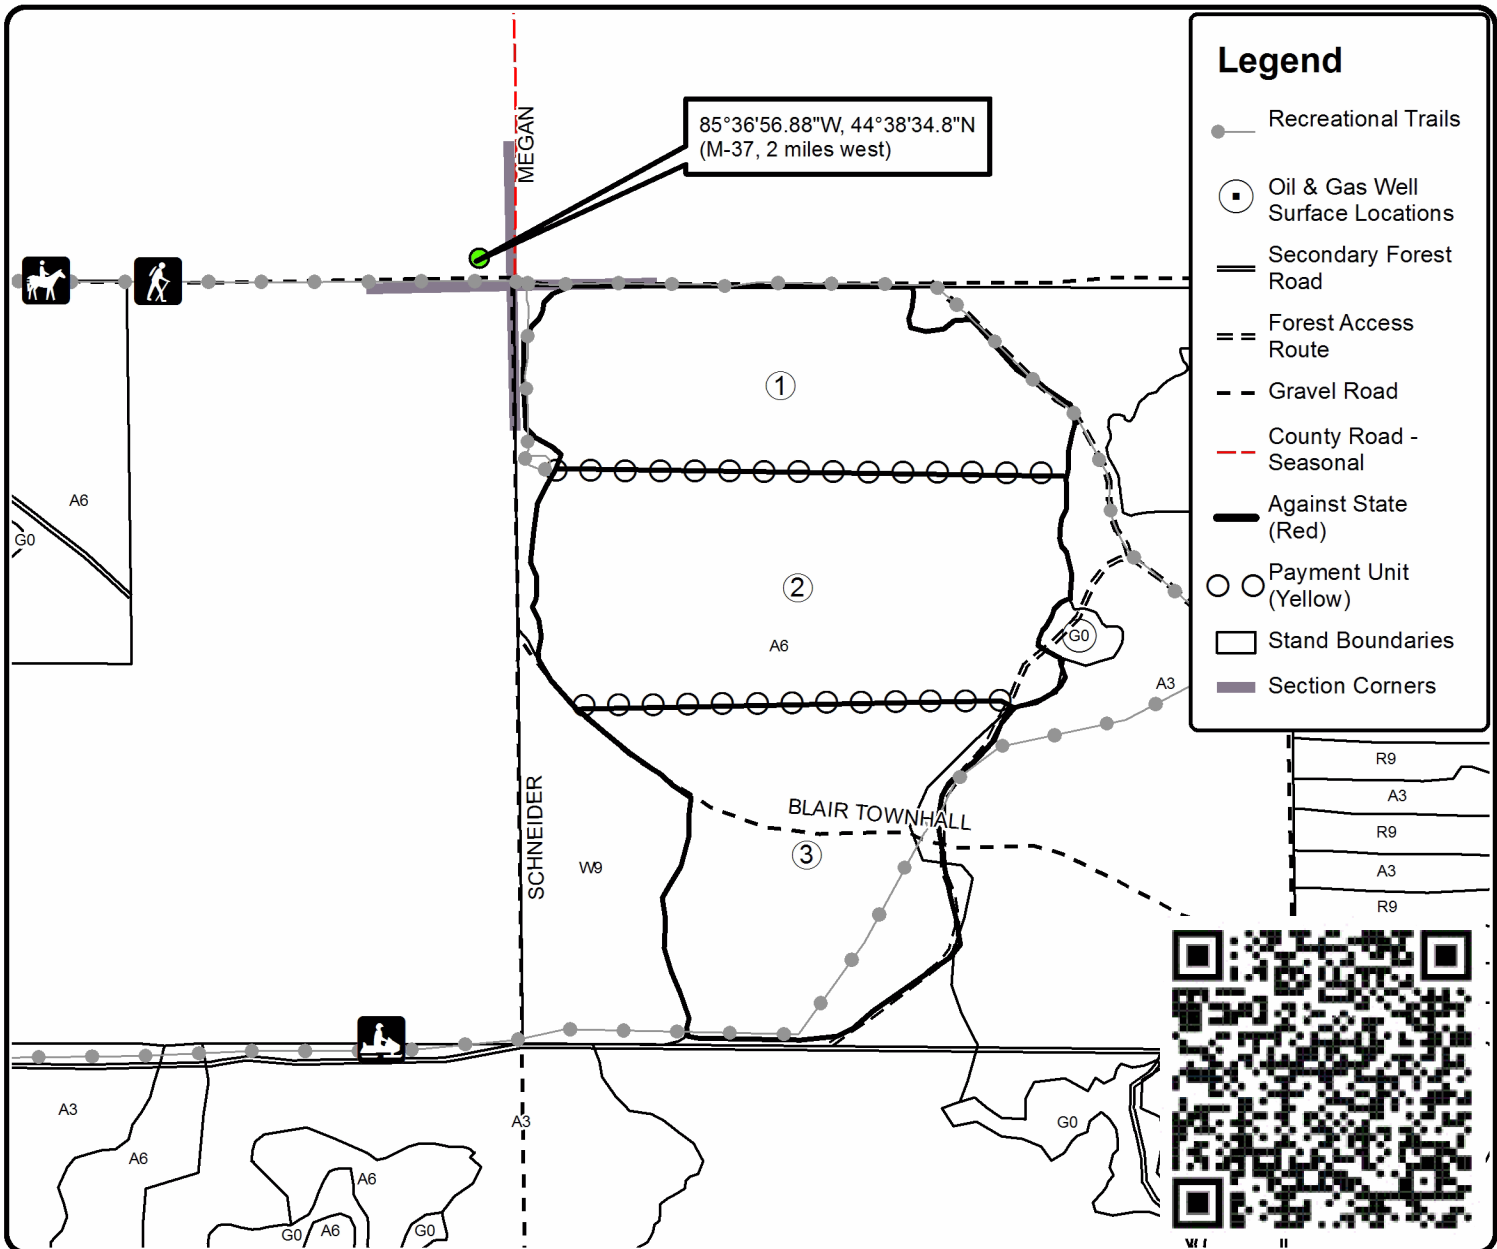 Legend
Recreational Trails
Oil & Gas Well
Surface Locations
Secondary Forest
Road
Forest Access
Route
Gravel Road
County Road -
Seasonal
Against State
(Red)
Payment Unit
(Yellow)
Stand Boundaries
Section Corners
85°36'56.88"W, 44°38'34.8"N
(M-37, 2 miles west)
MEGAN
1
A6
G0
2
A6
G0
A3
R9
A3
R9
A3
R9
BLAIR TOWNHALL
SCHNEIDER
3
W9
A3
A6
A3
G0
A6
G0
A6
G0